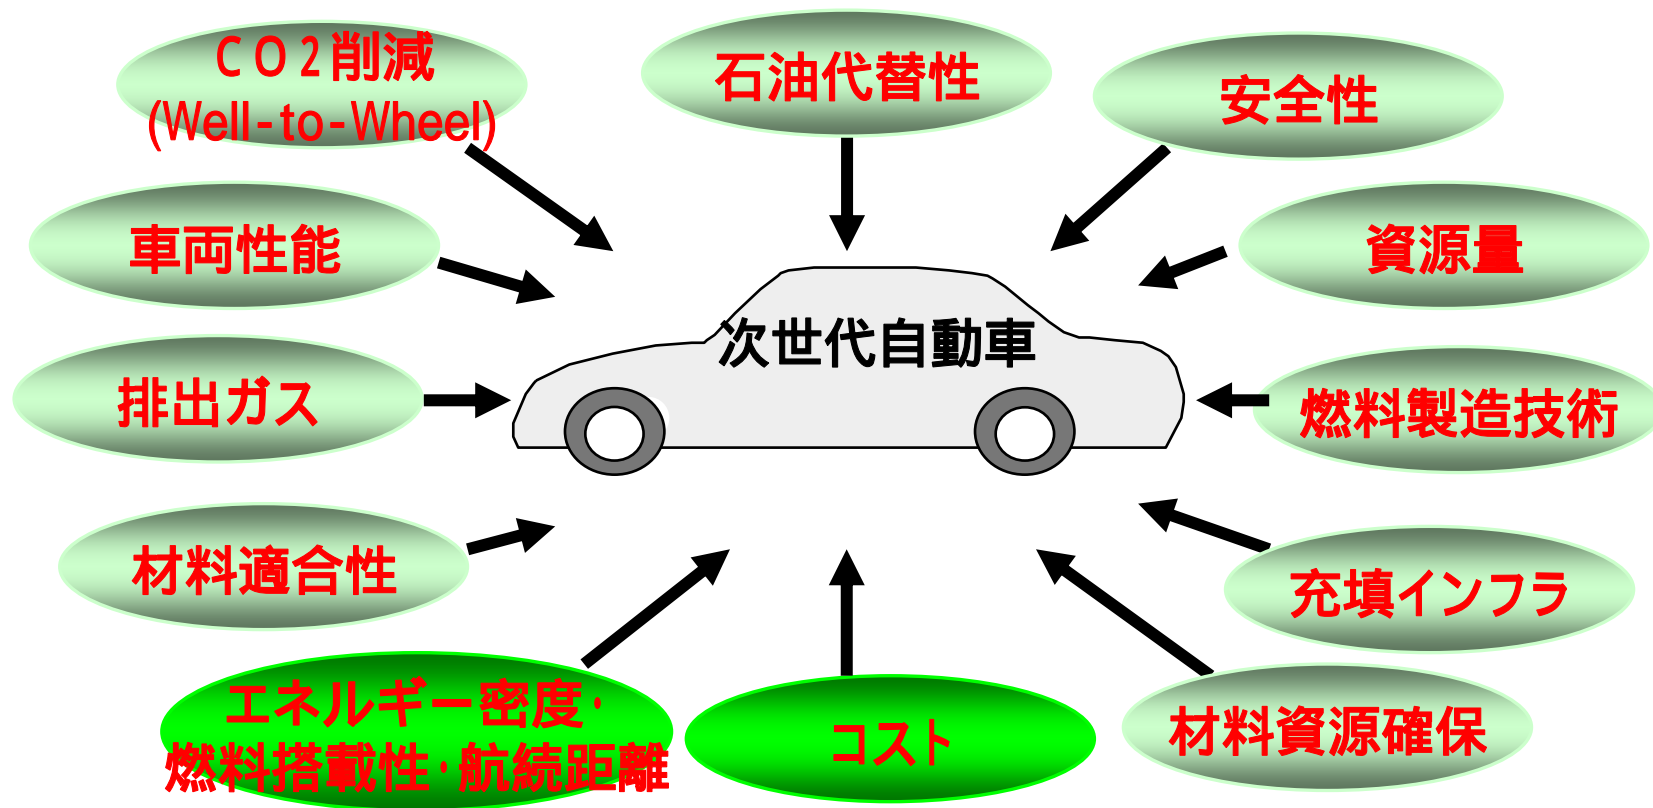 CO2削減
(Well-to-Wheel)
石油代替性
安全性
車両性能
資源量
次世代自動車
排出ガス
燃料製造技術
材料適合性
充填インフラ
エネルギー密度・
燃料搭載性・航続距離
コスト
材料資源確保